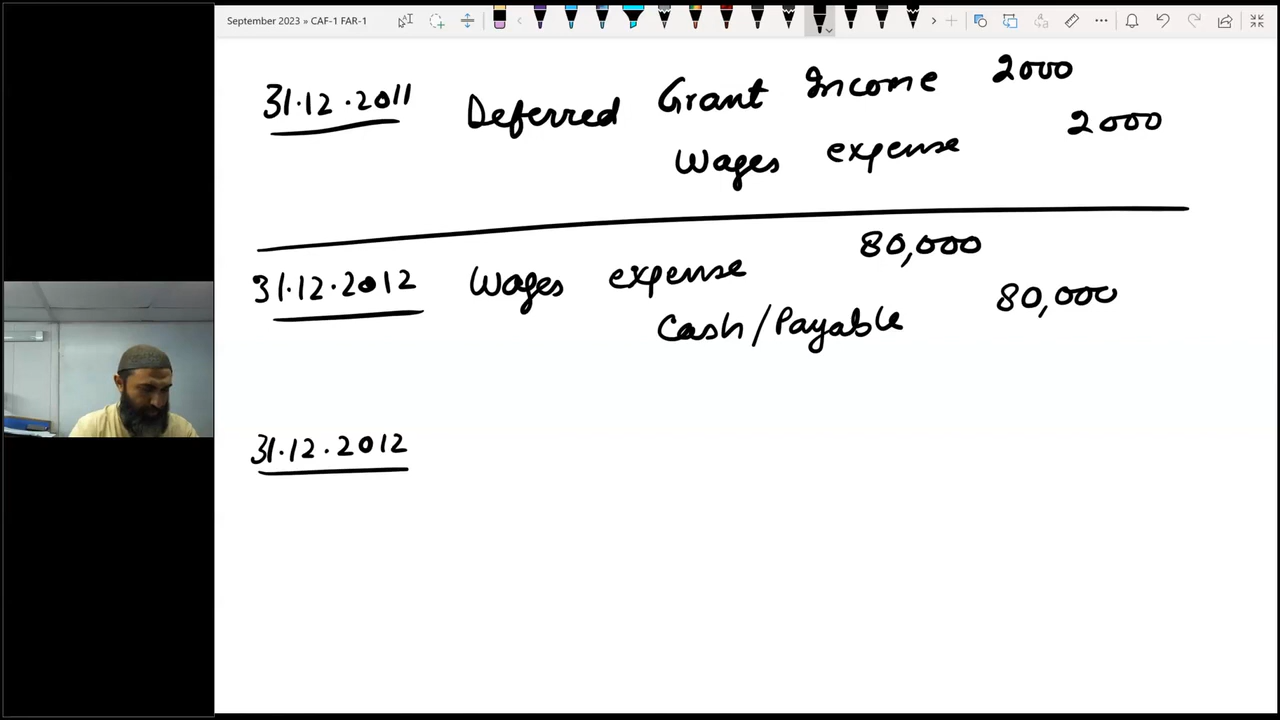 September 2023 » CAF-1 FAR-1
31.12.2011 Deferred Grant Income 2000
Wages expense 2000
31.12.2012 Wages expense 80,000
Cash/Payable 80,000
31.12.2012